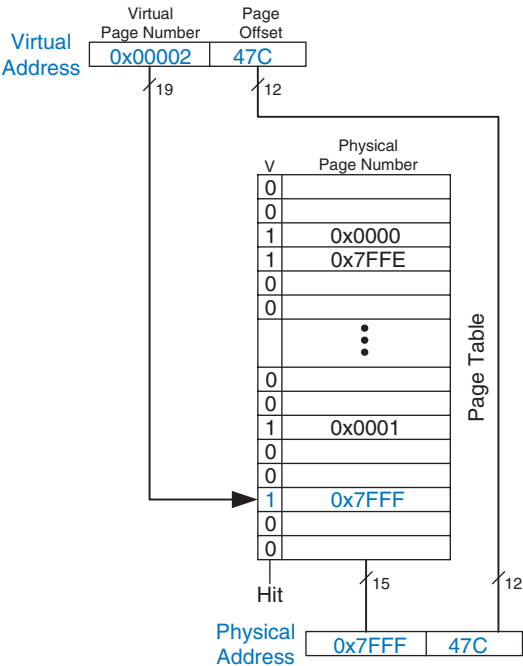 Virtual Page
Page Number Offset
Virtual
Address
0x00002 47C
19 12
Physical
V Page Number
0
0
1 0x0000
1 0x7FFE
0
0
Page Table
0
0
1 0x0001
0
0
1 0x7FFF
0
0
Hit
15 12
Physical
Address
0x7FFF 47C